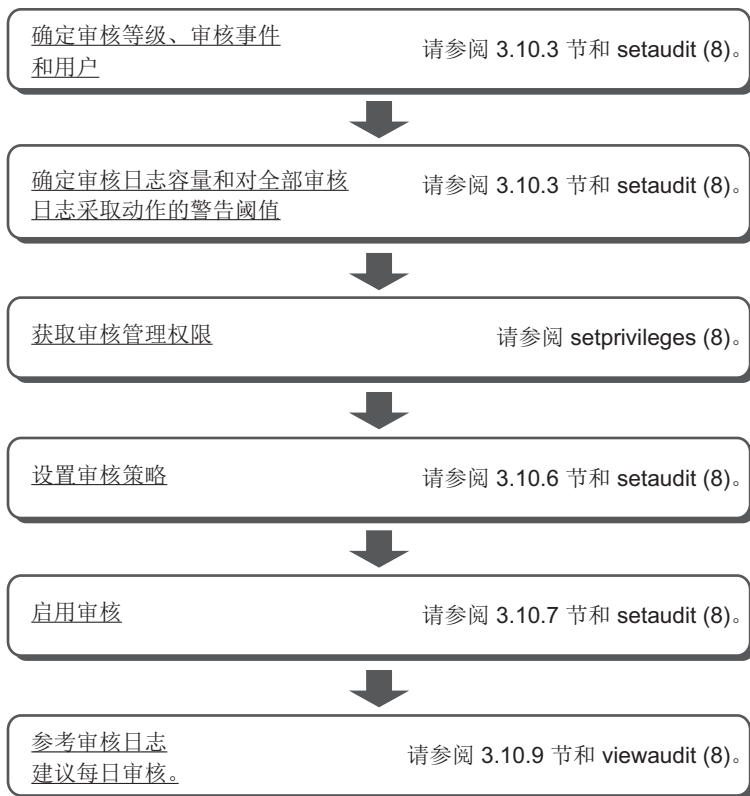 确定审核等级、审核事件
和用户
请参阅 3.10.3 节和 setaudit (8)。
确定审核日志容量和对全部审核
日志采取动作的警告阈值
请参阅 3.10.3 节和 setaudit (8)。
获取审核管理权限
请参阅 setprivileges (8)。
设置审核策略
请参阅 3.10.6 节和 setaudit (8)。
启用审核
请参阅 3.10.7 节和 setaudit (8)。
参考审核日志
建议每日审核。
请参阅 3.10.9 节和 viewaudit (8)。